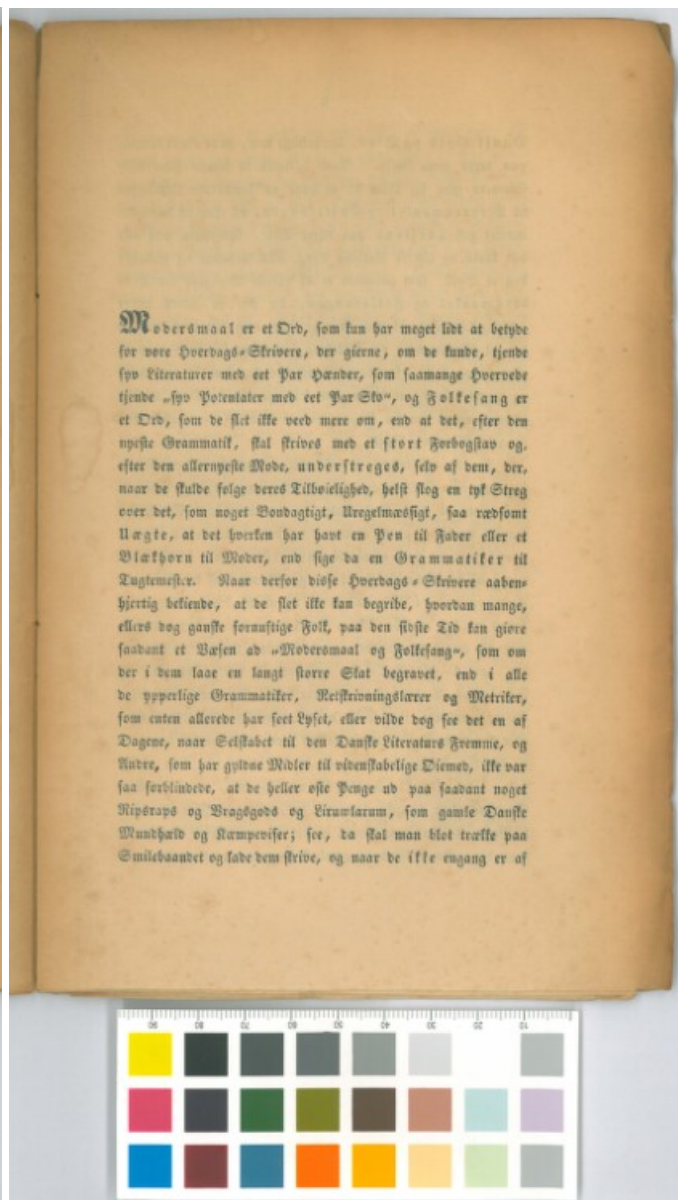 Modersmaal er et Ord, som kun har meget lidt at betyde
for vore Hverdags-Skrivere, der gierne, om de kunde, tjende
syv Literaturer med eet Par Hænder, som saamange Hvervede
tjende „syv Potentater med eet Par Sko“, og Folkesang er
et Ord, som de slet ikke veed mere om, end at det, efter den
nyeste Grammatik, skal skrives med et stort Forbogstav og,
efter den allernyeste Mode, understreges, selv af dem, der,
naar de skulde følge deres Tilbøielighed, helst slog en tyk Streg
over det, som noget Bondagtigt, Uregelmæssigt, saa rædsomt
Uægte, at det hverken har havt en Pen til Fader eller et
Blækhorn til Moder, end sige da en Grammatiker til
Tugtemester. Naar derfor disse Hverdags-Skrivere aaben-
hjertig bekiende, at de slet ikke kan begribe, hvordan mange,
ellers dog ganske fornuftige Folk, paa den sidste Tid kan giøre
saadant et Væsen ad „Modersmaal og Folkesang“, som om
der i dem laae en langt større Skat begravet, end i alle
de ypperlige Grammatiker, Retskrivningslærer og Metriker,
som enten allerede har seet Lyset, eller vilde dog see det en af
Dagene, naar Selskabet til den Danske Literaturs Fremme, og
Andre, som har gyldne Midler til videnskabelige Øiemed, ikke var
saa forblindede, at de heller øste Penge ud paa saadant noget
Ripsraps og Vragsgods og Lirumlarum, som gamle Danske
Mundhæld og Kæmpeviser; see, da skal man blot trække paa
Smilebaandet og lade dem skrive, og naar de ikke engang er af
90 80 70 60 50 40 30 20 10